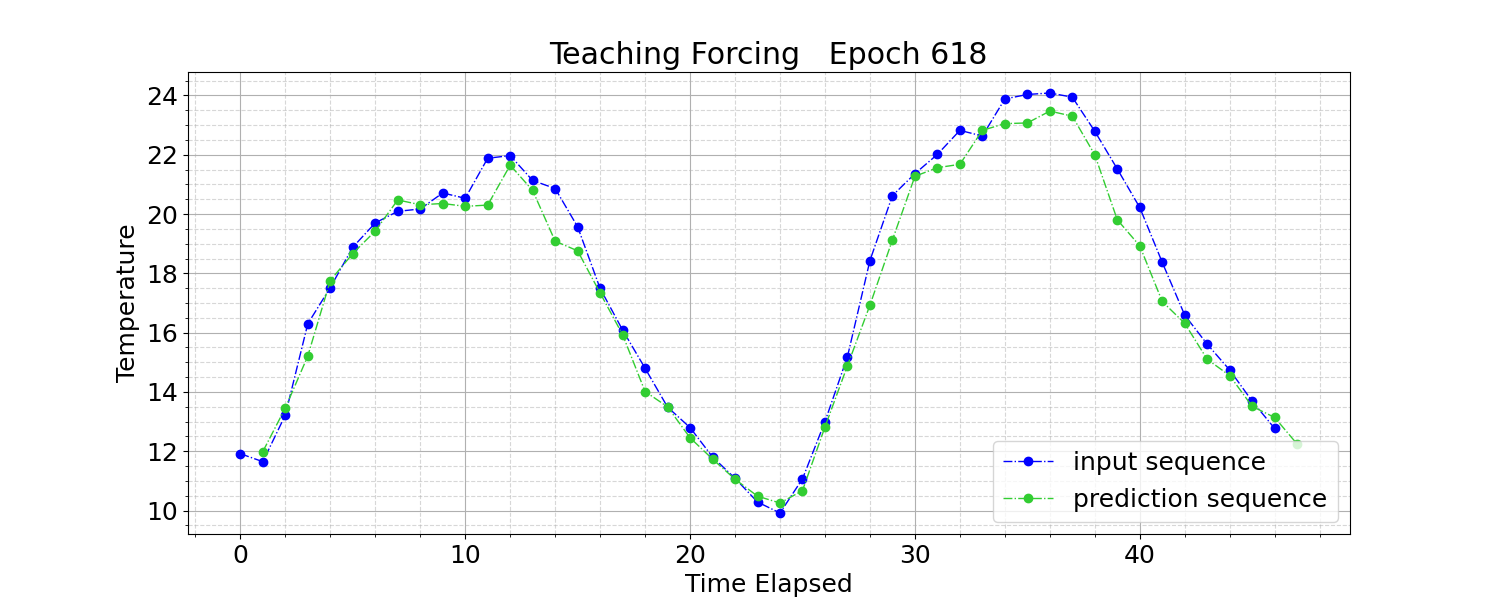 Teaching Forcing   Epoch 618
24
22
20
18
16
14
12
10
Temperature
0 10 20 30 40
Time Elapsed
input sequence
prediction sequence